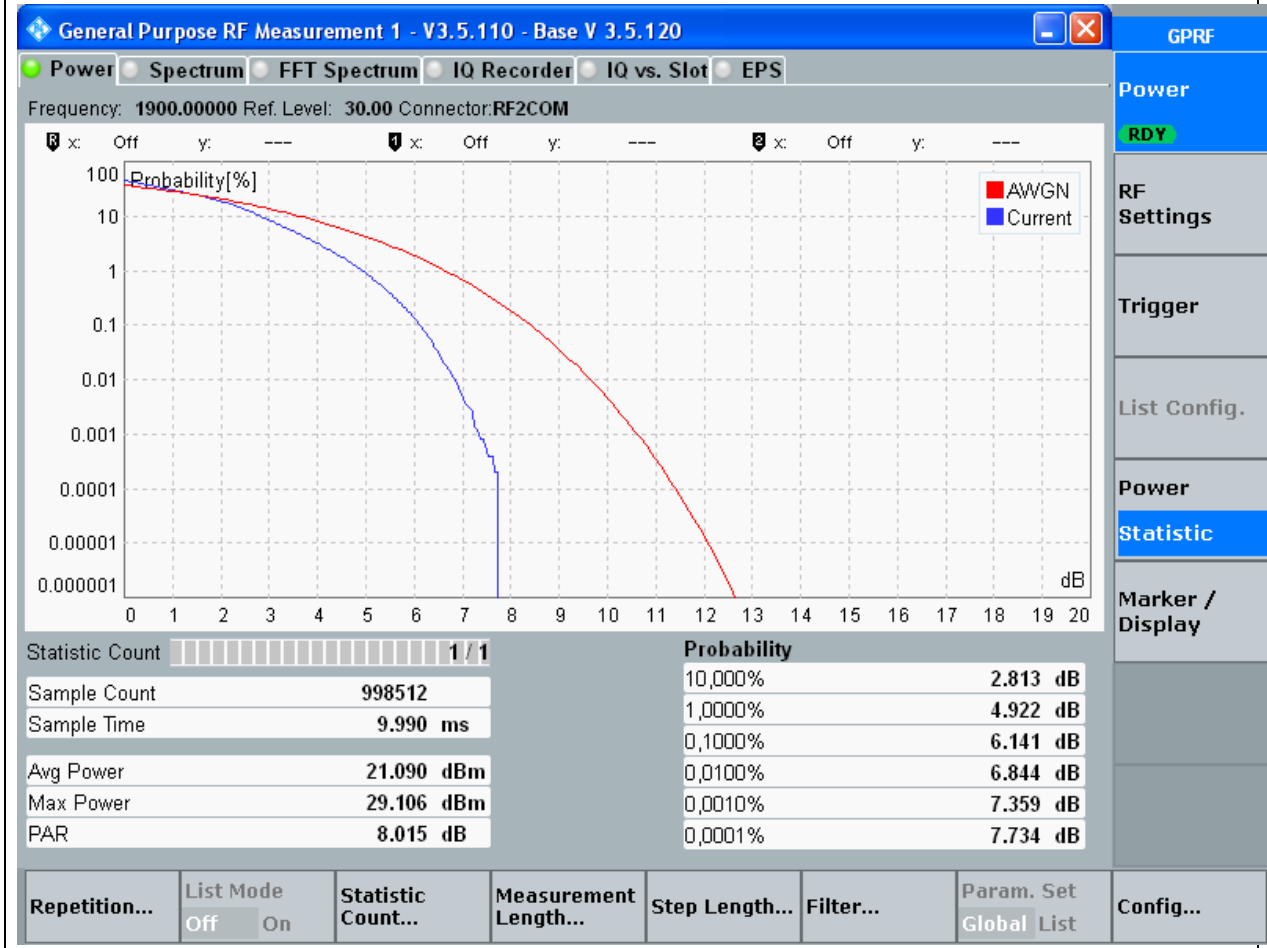 General Purpose RF Measurement 1 - V3.5.110 - Base V 3.5.120
GPRF
Power Spectrum FFT Spectrum IQ Recorder IQ vs. Slot EPS
Power
RDY
Frequency: 1900.00000 Ref. Level: 30.00 Connector:RF2COM
R x: Off y: --- 1 x: Off y: --- 2 x: Off y: ---
100
Probability[%]
AWGN
Current
10
1
0.1
0.01
0.001
0.0001
0.00001
0.000001
dB
0 1 2 3 4 5 6 7 8 9 10 11 12 13 14 15 16 17 18 19 20
RF Settings
Trigger
List Config.
Power
Statistic
Marker /
Display
Statistic Count 1 / 1
Sample Count 998512
Sample Time 9.990 ms
Avg Power 21.090 dBm
Max Power 29.106 dBm
PAR 8.015 dB
Probability
10,000% 2.813 dB
1,0000% 4.922 dB
0,1000% 6.141 dB
0,0100% 6.844 dB
0,0010% 7.359 dB
0,0001% 7.734 dB
Repetition...
List Mode
Off On
Statistic
Count...
Measurement
Length...
Step Length...
Filter...
Param. Set
Global List
Config...